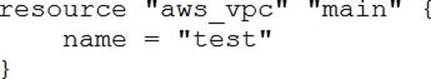 resource "aws_vpc" "main" {
    name = "test"
}